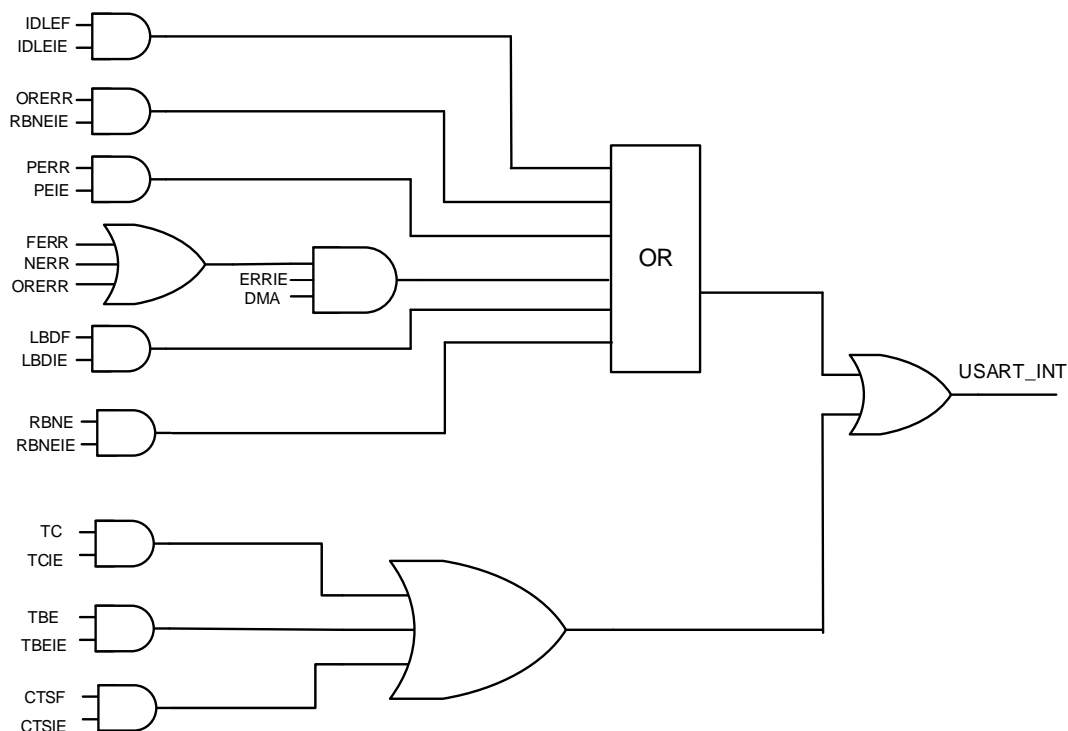 IDLEF
IDLEIE
ORERR
RBNEIE
PERR
PEIE
FERR
NERR
ORERR
ERRIE
DMA
LBDF
LBDIE
RBNE
RBNEIE
OR
USART_INT
TC
TCIE
TBE
TBEIE
CTSF
CTSIE